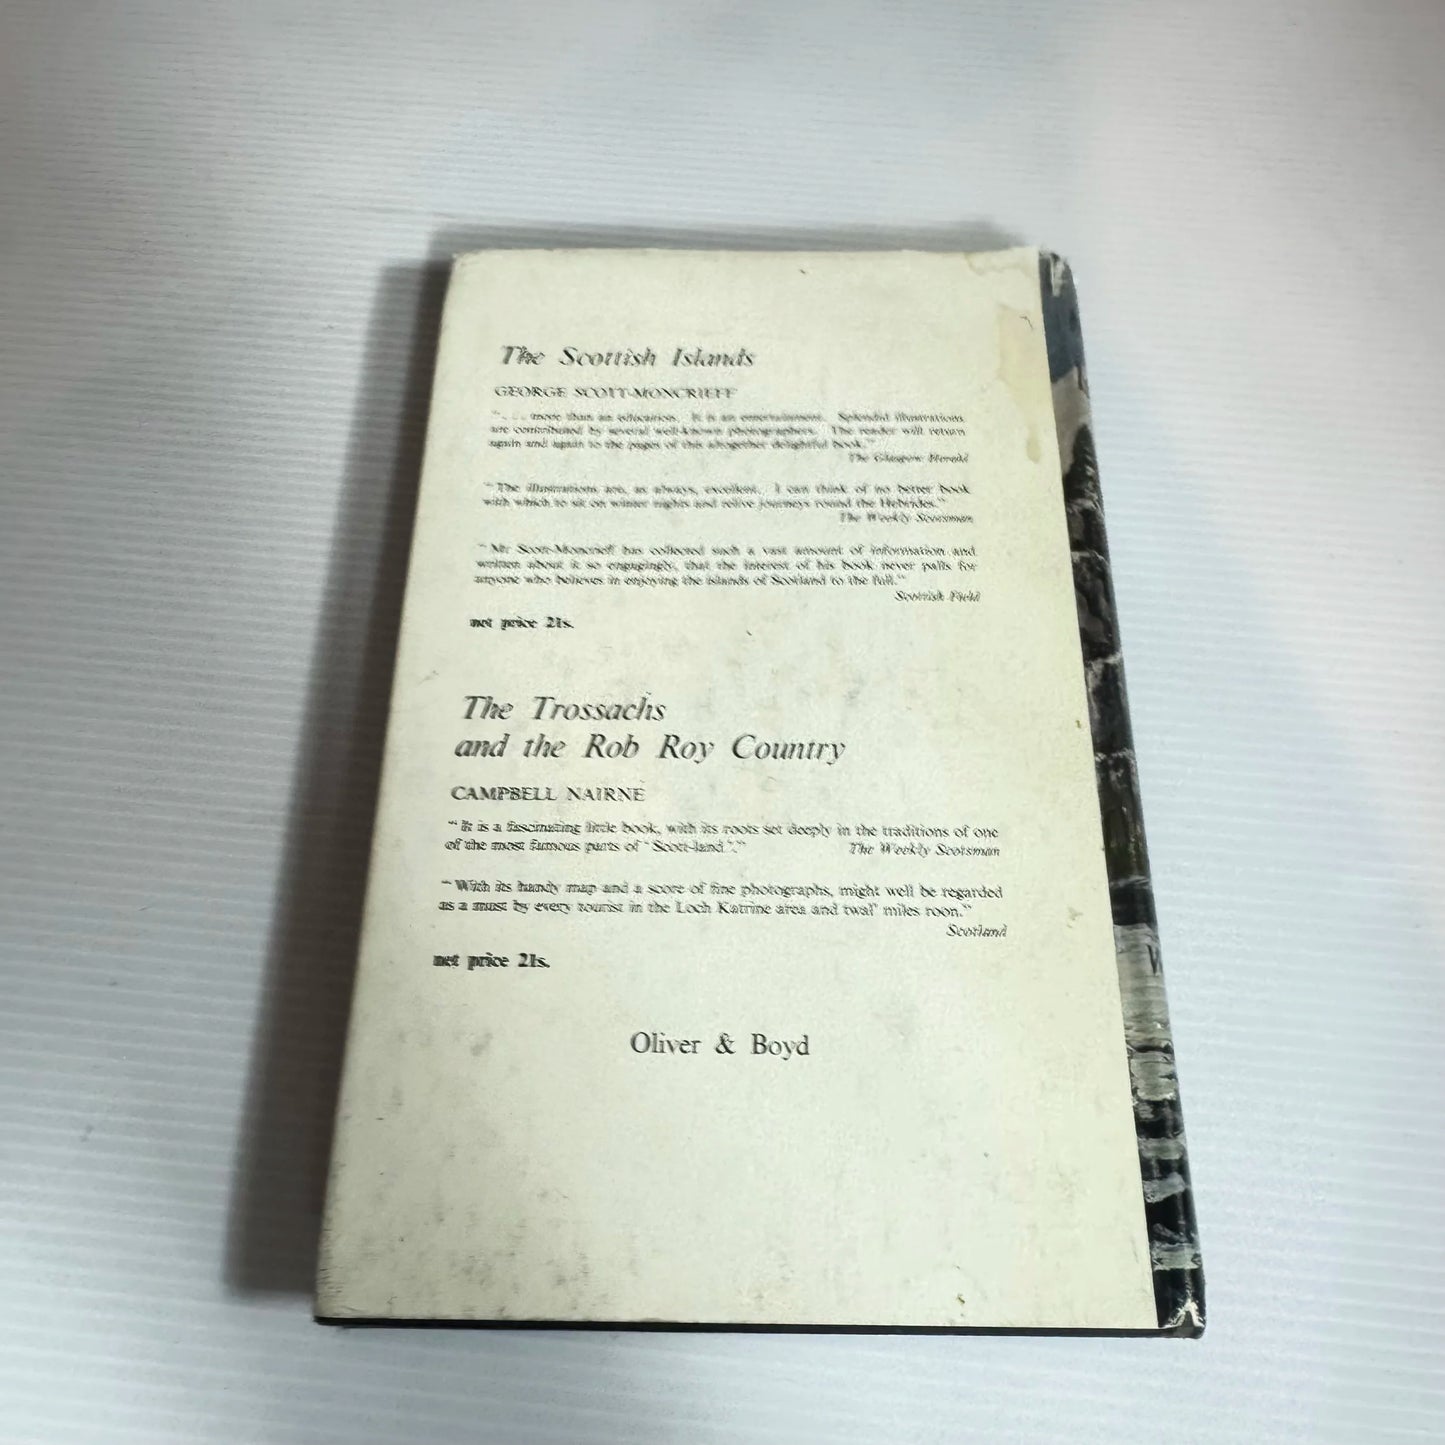 The Scottish Islands
GEORGE SCOTT-MONCRIEFF
". . . more than an education. It is an entertainment. Splendid illustrations
are contributed by several well-known photographers. The reader will return
again and again to the pages of this altogether delightful book."
The Glasgow Herald
"The illustrations are, as always, excellent. I can think of no better book
with which to sit on winter nights and relive journeys round the Hebrides."
The Weekly Scotsman
"Mr Scott-Moncrieff has collected such a vast amount of information and
written about it so engagingly, that the interest of his book never palls for
anyone who believes in enjoying the islands of Scotland to the full."
Scottish Field
net price 21s.
The Trossachs
and the Rob Roy Country
CAMPBELL NAIRNE
"It is a fascinating little book, with its roots set deeply in the traditions of one
of the most famous parts of 'Scott-land'." The Weekly Scotsman
"With its handy map and a score of fine photographs, might well be regarded
as a must by every tourist in the Loch Katrine area and twal' miles roon."
Scotland
net price 21s.
Oliver & Boyd